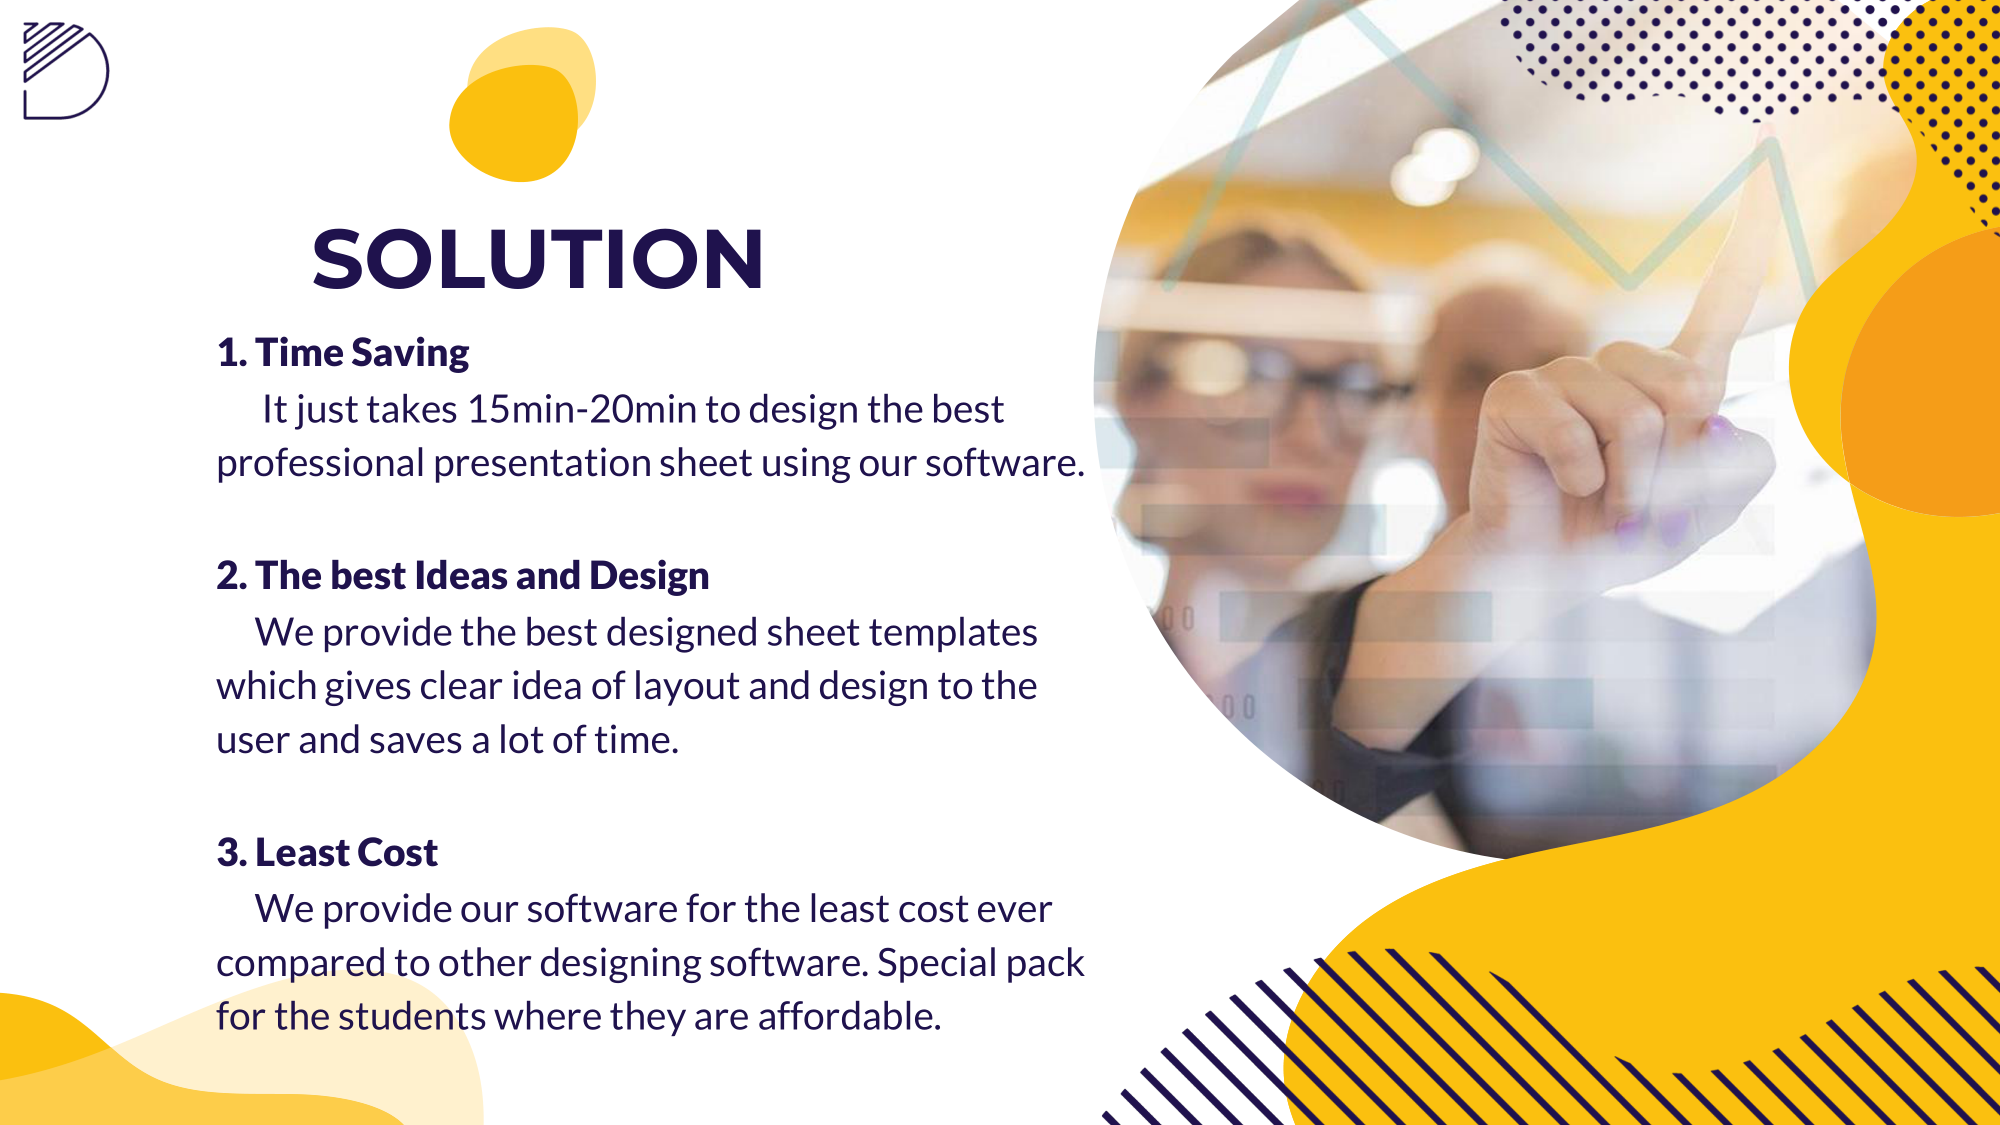 SOLUTION
1. Time Saving
It just takes 15min-20min to design the best
professional presentation sheet using our software.
2. The best Ideas and Design
We provide the best designed sheet templates
which gives clear idea of layout and design to the
user and saves a lot of time.
3. Least Cost
We provide our software for the least cost ever
compared to other designing software. Special pack
for the students where they are affordable.